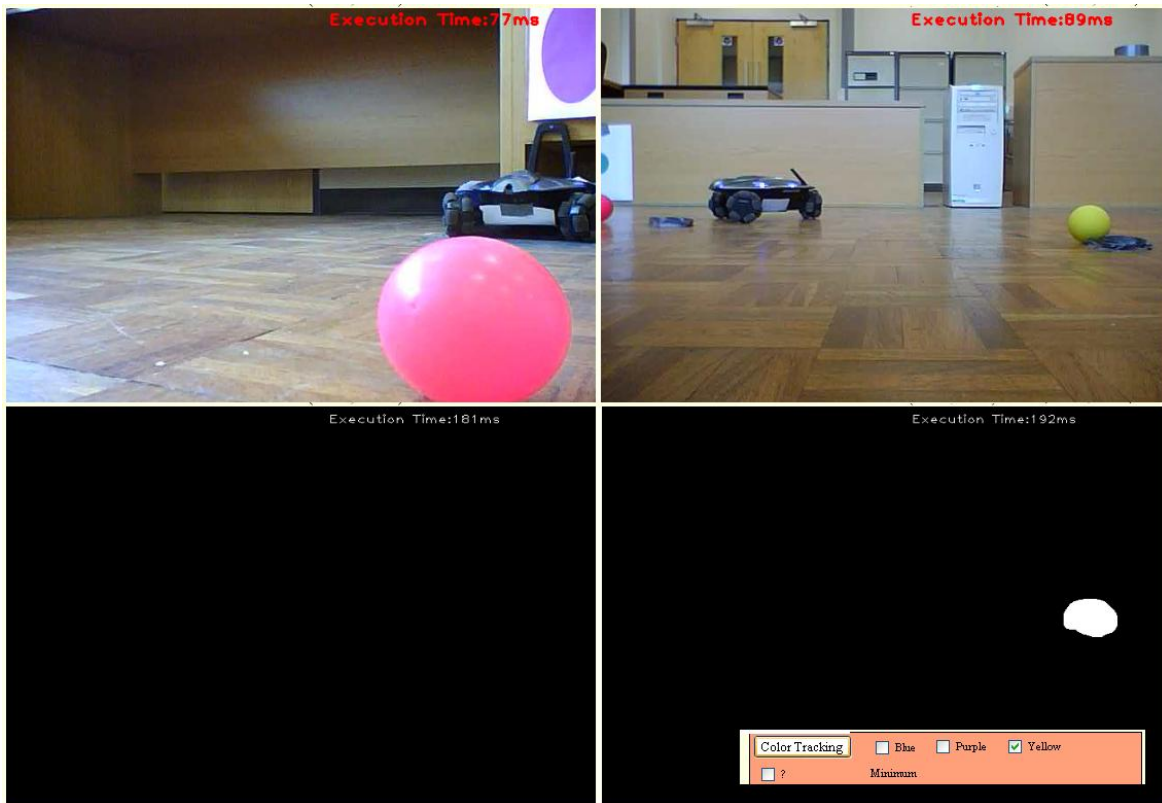 Execution Time:77ms
Execution Time:89ms
Execution Time:181ms
Execution Time:192ms
Color Tracking Blue Purple Yellow
? Minimum